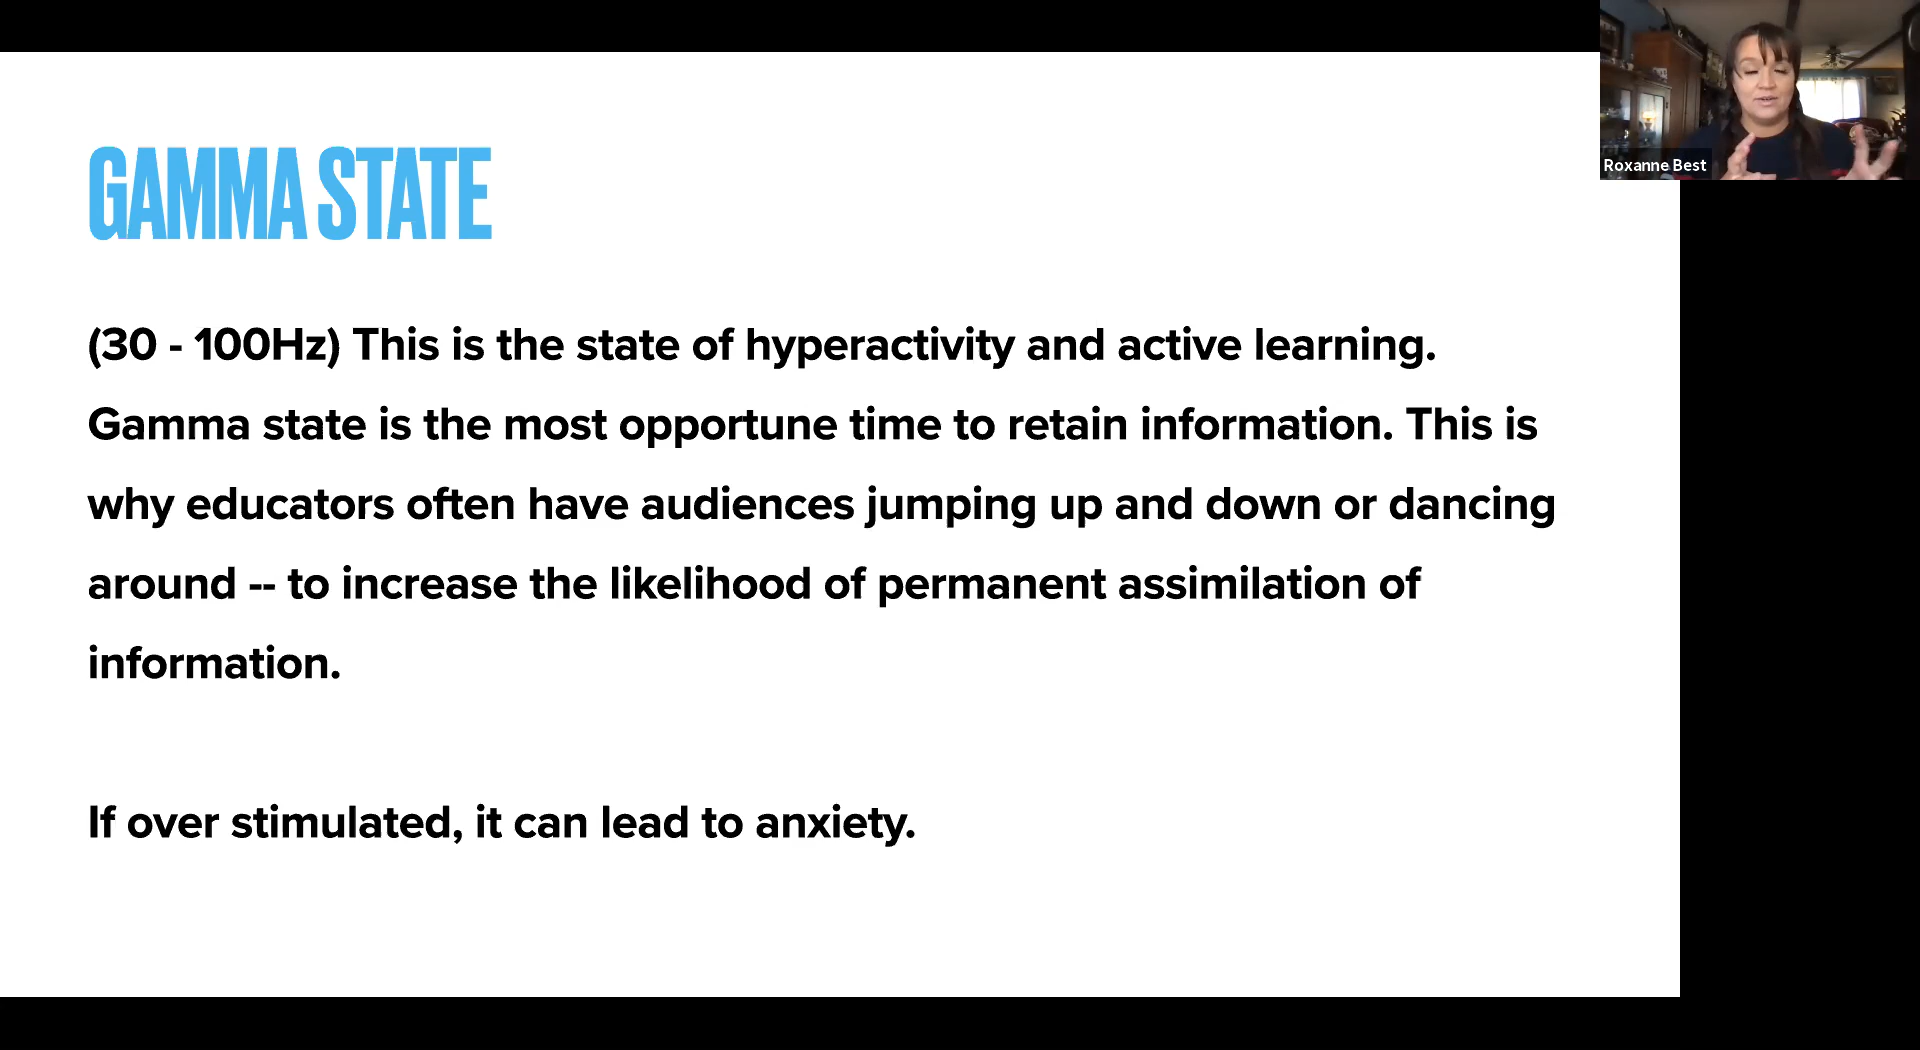 GAMMA STATE
(30 - 100Hz) This is the state of hyperactivity and active learning.
Gamma state is the most opportune time to retain information. This is
why educators often have audiences jumping up and down or dancing
around -- to increase the likelihood of permanent assimilation of
information.
If over stimulated, it can lead to anxiety.
Roxanne Best